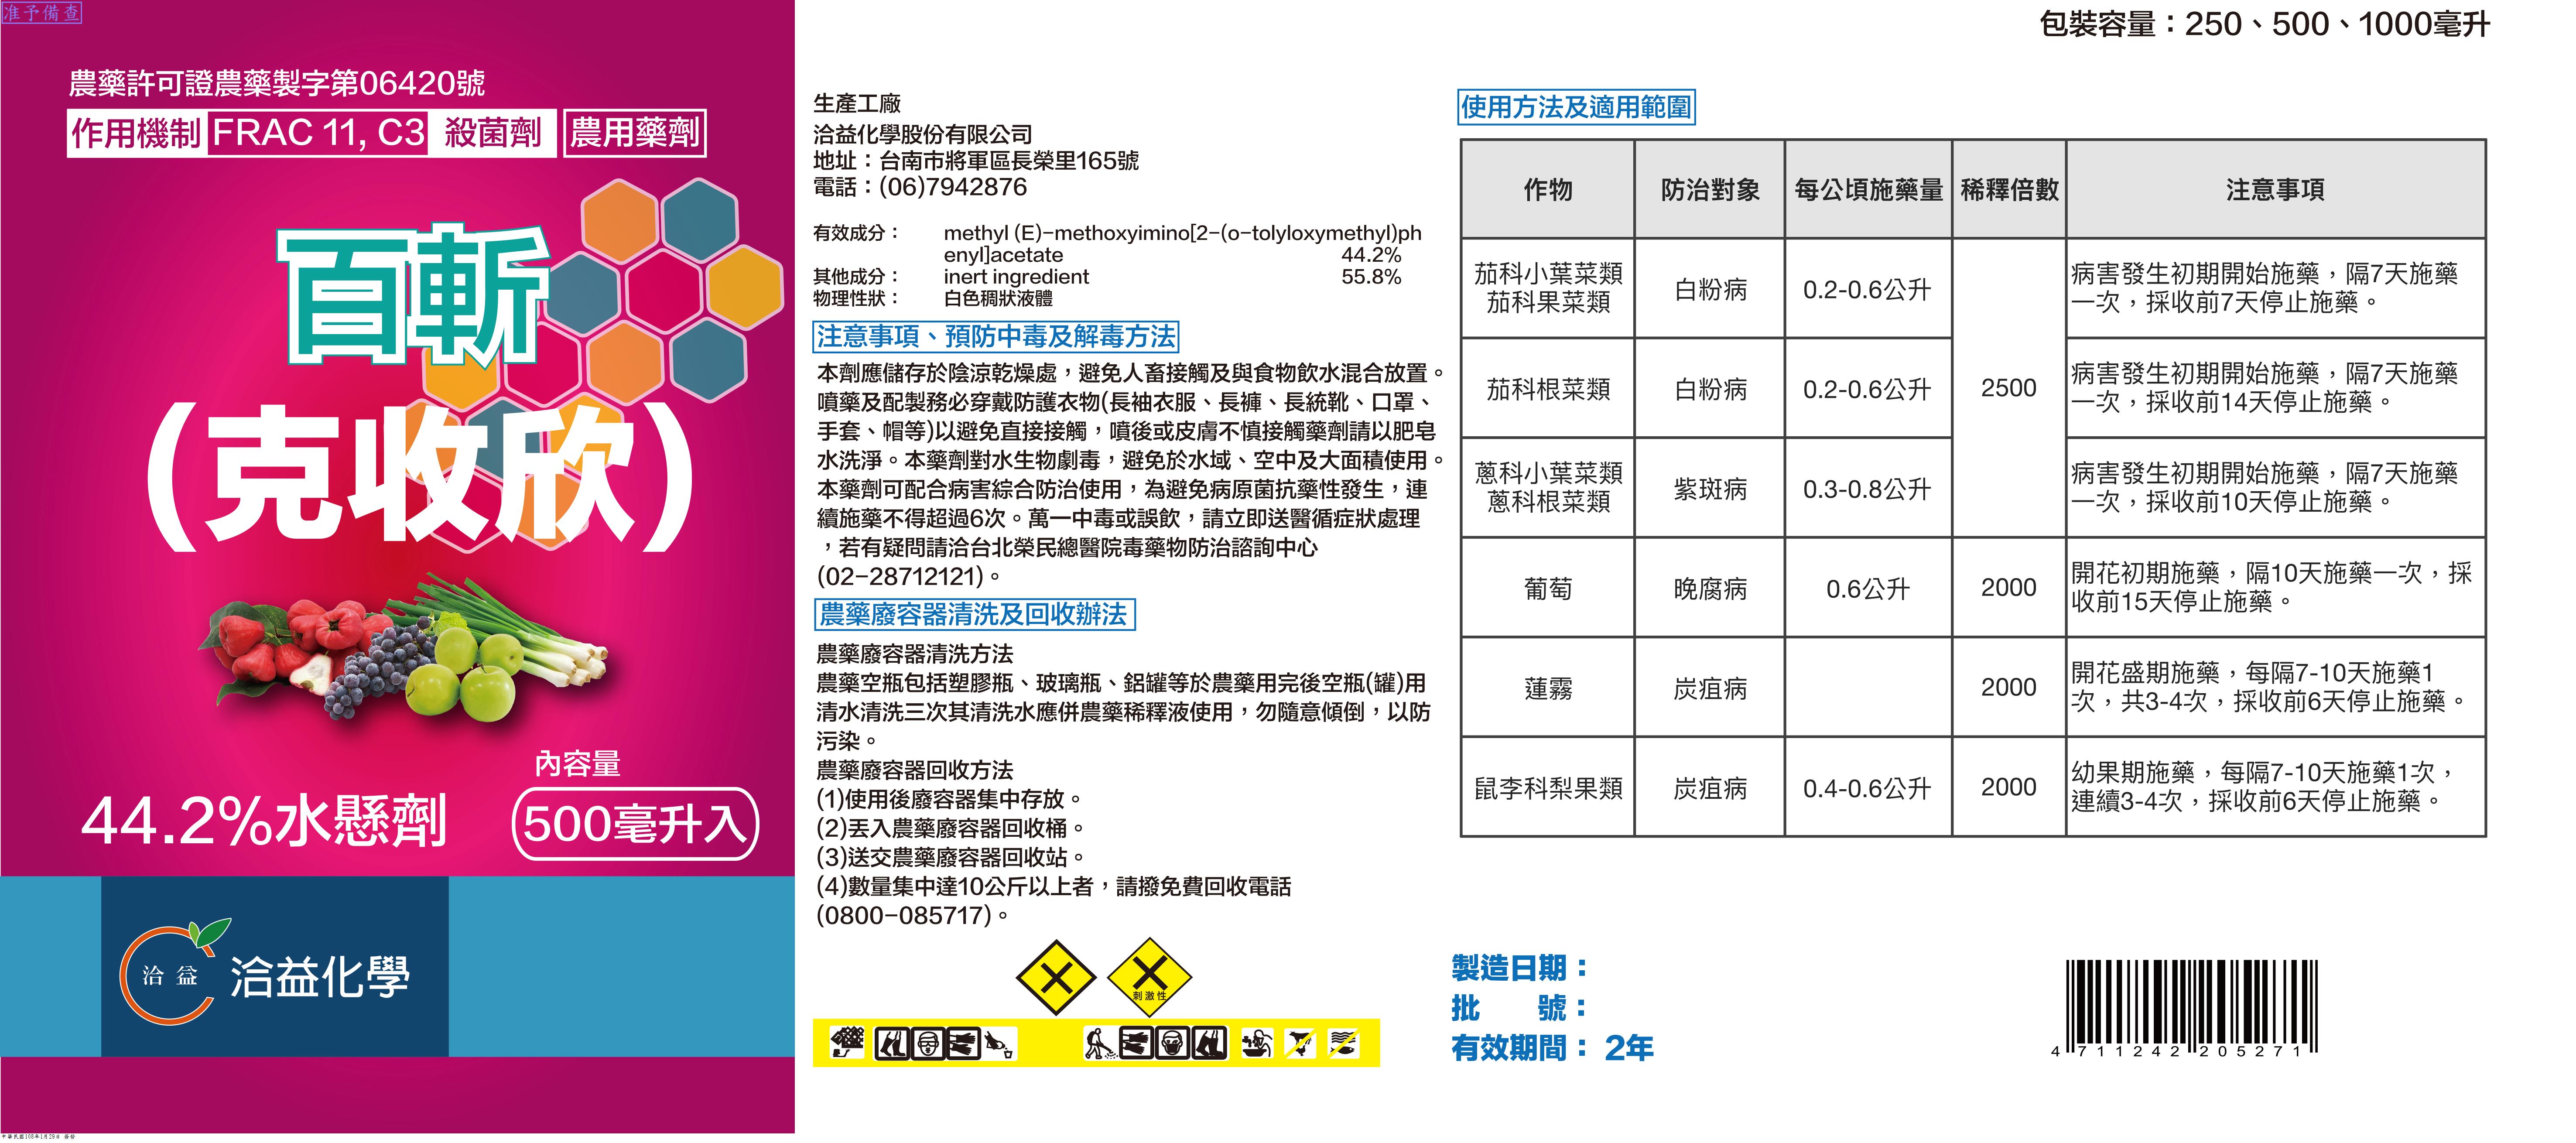 准予備查
農藥許可證農藥製字第06420號
作用機制 FRAC 11, C3 殺菌劑 農用藥劑
百斬
(克收欣)
內容量
44.2%水懸劑 500毫升入
洽益 洽益化學
中華民國108年1月29日 簽發
生產工廠
洽益化學股份有限公司
地址：台南市將軍區長榮里165號
電話：(06)7942876
有效成分： methyl (E)-methoxyimino[2-(o-tolyloxymethyl)ph
enyl]acetate 44.2%
其他成分： inert ingredient 55.8%
物理性狀： 白色稠狀液體
注意事項、預防中毒及解毒方法
本劑應儲存於陰涼乾燥處，避免人畜接觸及與食物飲水混合放置。
噴藥及配製務必穿戴防護衣物(長袖衣服、長褲、長統靴、口罩、
手套、帽等)以避免直接接觸，噴後或皮膚不慎接觸藥劑請以肥皂
水洗淨。本藥劑對水生物劇毒，避免於水域、空中及大面積使用。
本藥劑可配合病害綜合防治使用，為避免病原菌抗藥性發生，連
續施藥不得超過6次。萬一中毒或誤飲，請立即送醫循症狀處理
，若有疑問請洽台北榮民總醫院毒藥物防治諮詢中心
(02-28712121)。
農藥廢容器清洗及回收辦法
農藥廢容器清洗方法
農藥空瓶包括塑膠瓶、玻璃瓶、鋁罐等於農藥用完後空瓶(罐)用
清水清洗三次其清洗水應併農藥稀釋液使用，勿隨意傾倒，以防
污染。
農藥廢容器回收方法
(1)使用後廢容器集中存放。
(2)丟入農藥廢容器回收桶。
(3)送交農藥廢容器回收站。
(4)數量集中達10公斤以上者，請撥免費回收電話
(0800-085717)。
刺激性
包裝容量：250、500、1000毫升
使用方法及適用範圍
作物 防治對象 每公頃施藥量 稀釋倍數 注意事項
茄科小葉菜類
茄科果菜類 白粉病 0.2-0.6公升 病害發生初期開始施藥，隔7天施藥
一次，採收前7天停止施藥。
茄科根菜類 白粉病 0.2-0.6公升 2500 病害發生初期開始施藥，隔7天施藥
一次，採收前14天停止施藥。
蔥科小葉菜類
蔥科根菜類 紫斑病 0.3-0.8公升 病害發生初期開始施藥，隔7天施藥
一次，採收前10天停止施藥。
葡萄 晚腐病 0.6公升 2000 開花初期施藥，隔10天施藥一次，採
收前15天停止施藥。
蓮霧 炭疽病 2000 開花盛期施藥，每隔7-10天施藥1
次，共3-4次，採收前6天停止施藥。
鼠李科梨果類 炭疽病 0.4-0.6公升 2000 幼果期施藥，每隔7-10天施藥1次，
連續3-4次，採收前6天停止施藥。
製造日期：
批 號：
有效期間：2年
4 711242 205271